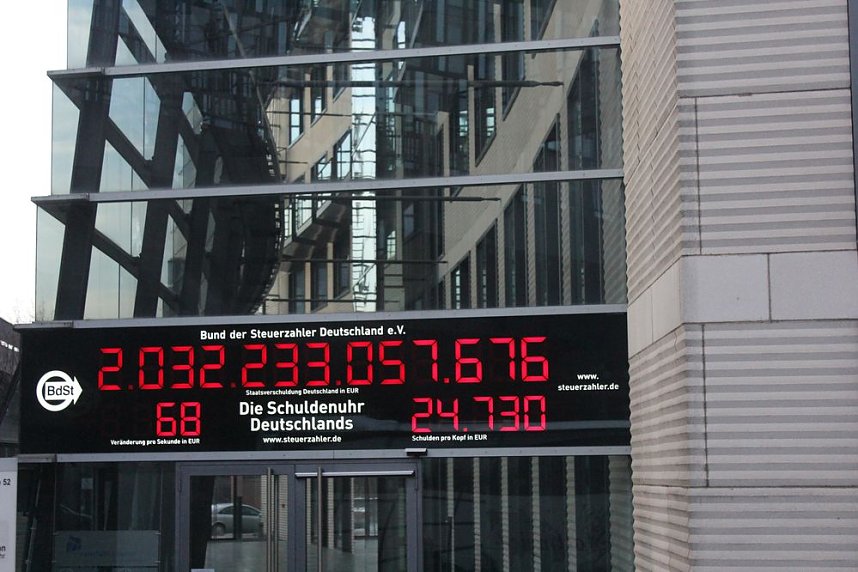 Bund der Steuerzahler Deutschland e.V.
BdSt
2.032.233.057.676
www.
steuerzahler.de
Staatsverschuldung Deutschland in EUR
68
Veränderung pro Sekunde in EUR
Die Schuldenuhr
Deutschlands
www.steuerzahler.de
24.730
Schulden pro Kopf in EUR
52